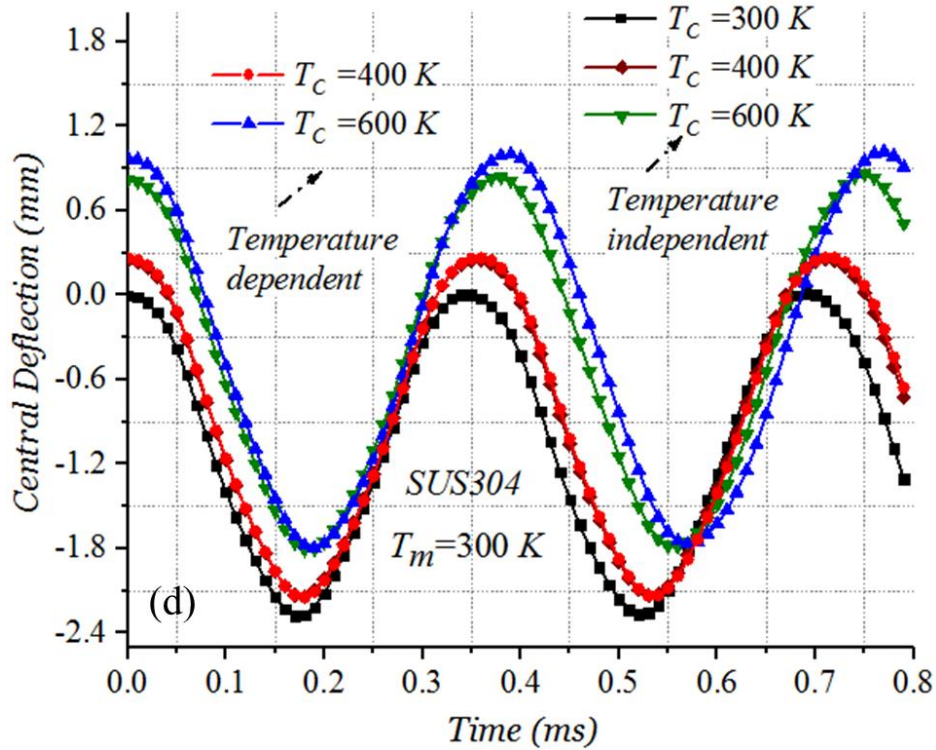 T_C =300 K
T_C =400 K
T_C =400 K
T_C =600 K
T_C =600 K
Temperature
dependent
Temperature
independent
SUS304
T_m=300 K
(d)
Central Deflection (mm)
1.8
1.2
0.6
0.0
-0.6
-1.2
-1.8
-2.4
0.0 0.1 0.2 0.3 0.4 0.5 0.6 0.7 0.8
Time (ms)